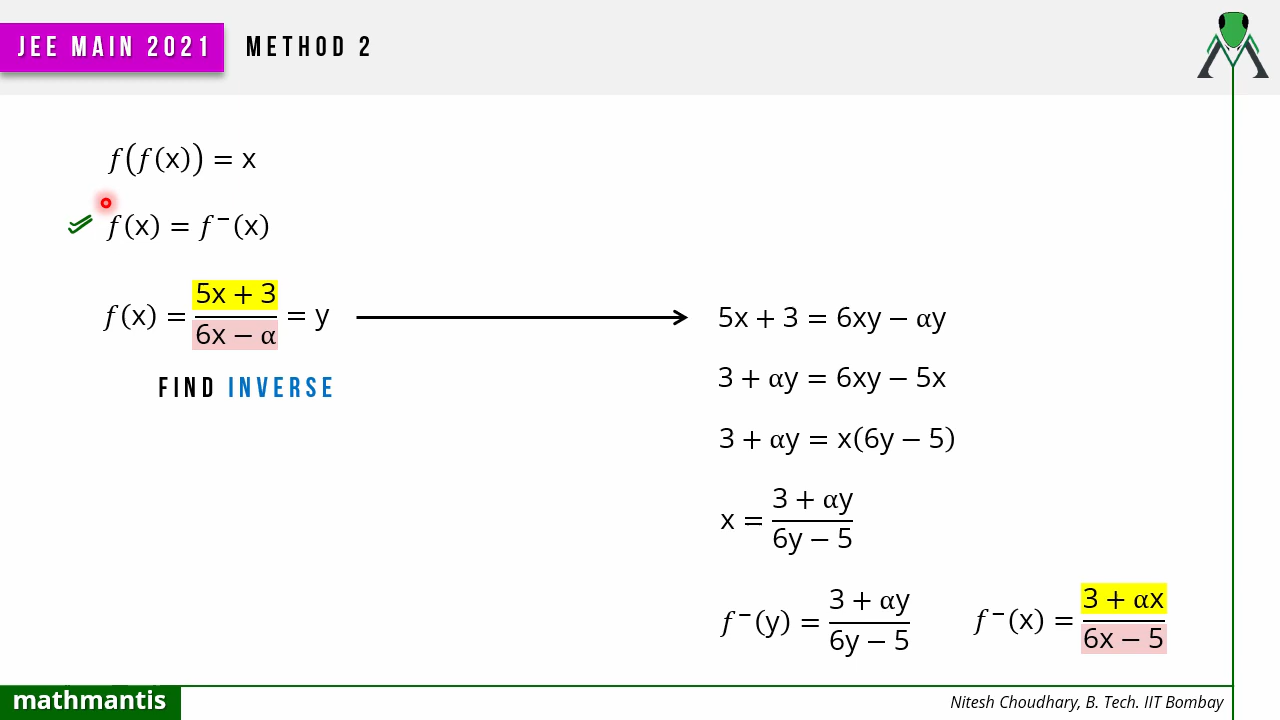 JEE MAIN 2021 METHOD 2
f(f(x)) = x
f(x) = f⁻(x)
f(x) = (5x + 3)/(6x − α) = y
FIND INVERSE
5x + 3 = 6xy − αy
3 + αy = 6xy − 5x
3 + αy = x(6y − 5)
x = (3 + αy)/(6y − 5)
f⁻(y) = (3 + αy)/(6y − 5) f⁻(x) = (3 + αx)/(6x − 5)
mathmantis
Nitesh Choudhary, B. Tech. IIT Bombay